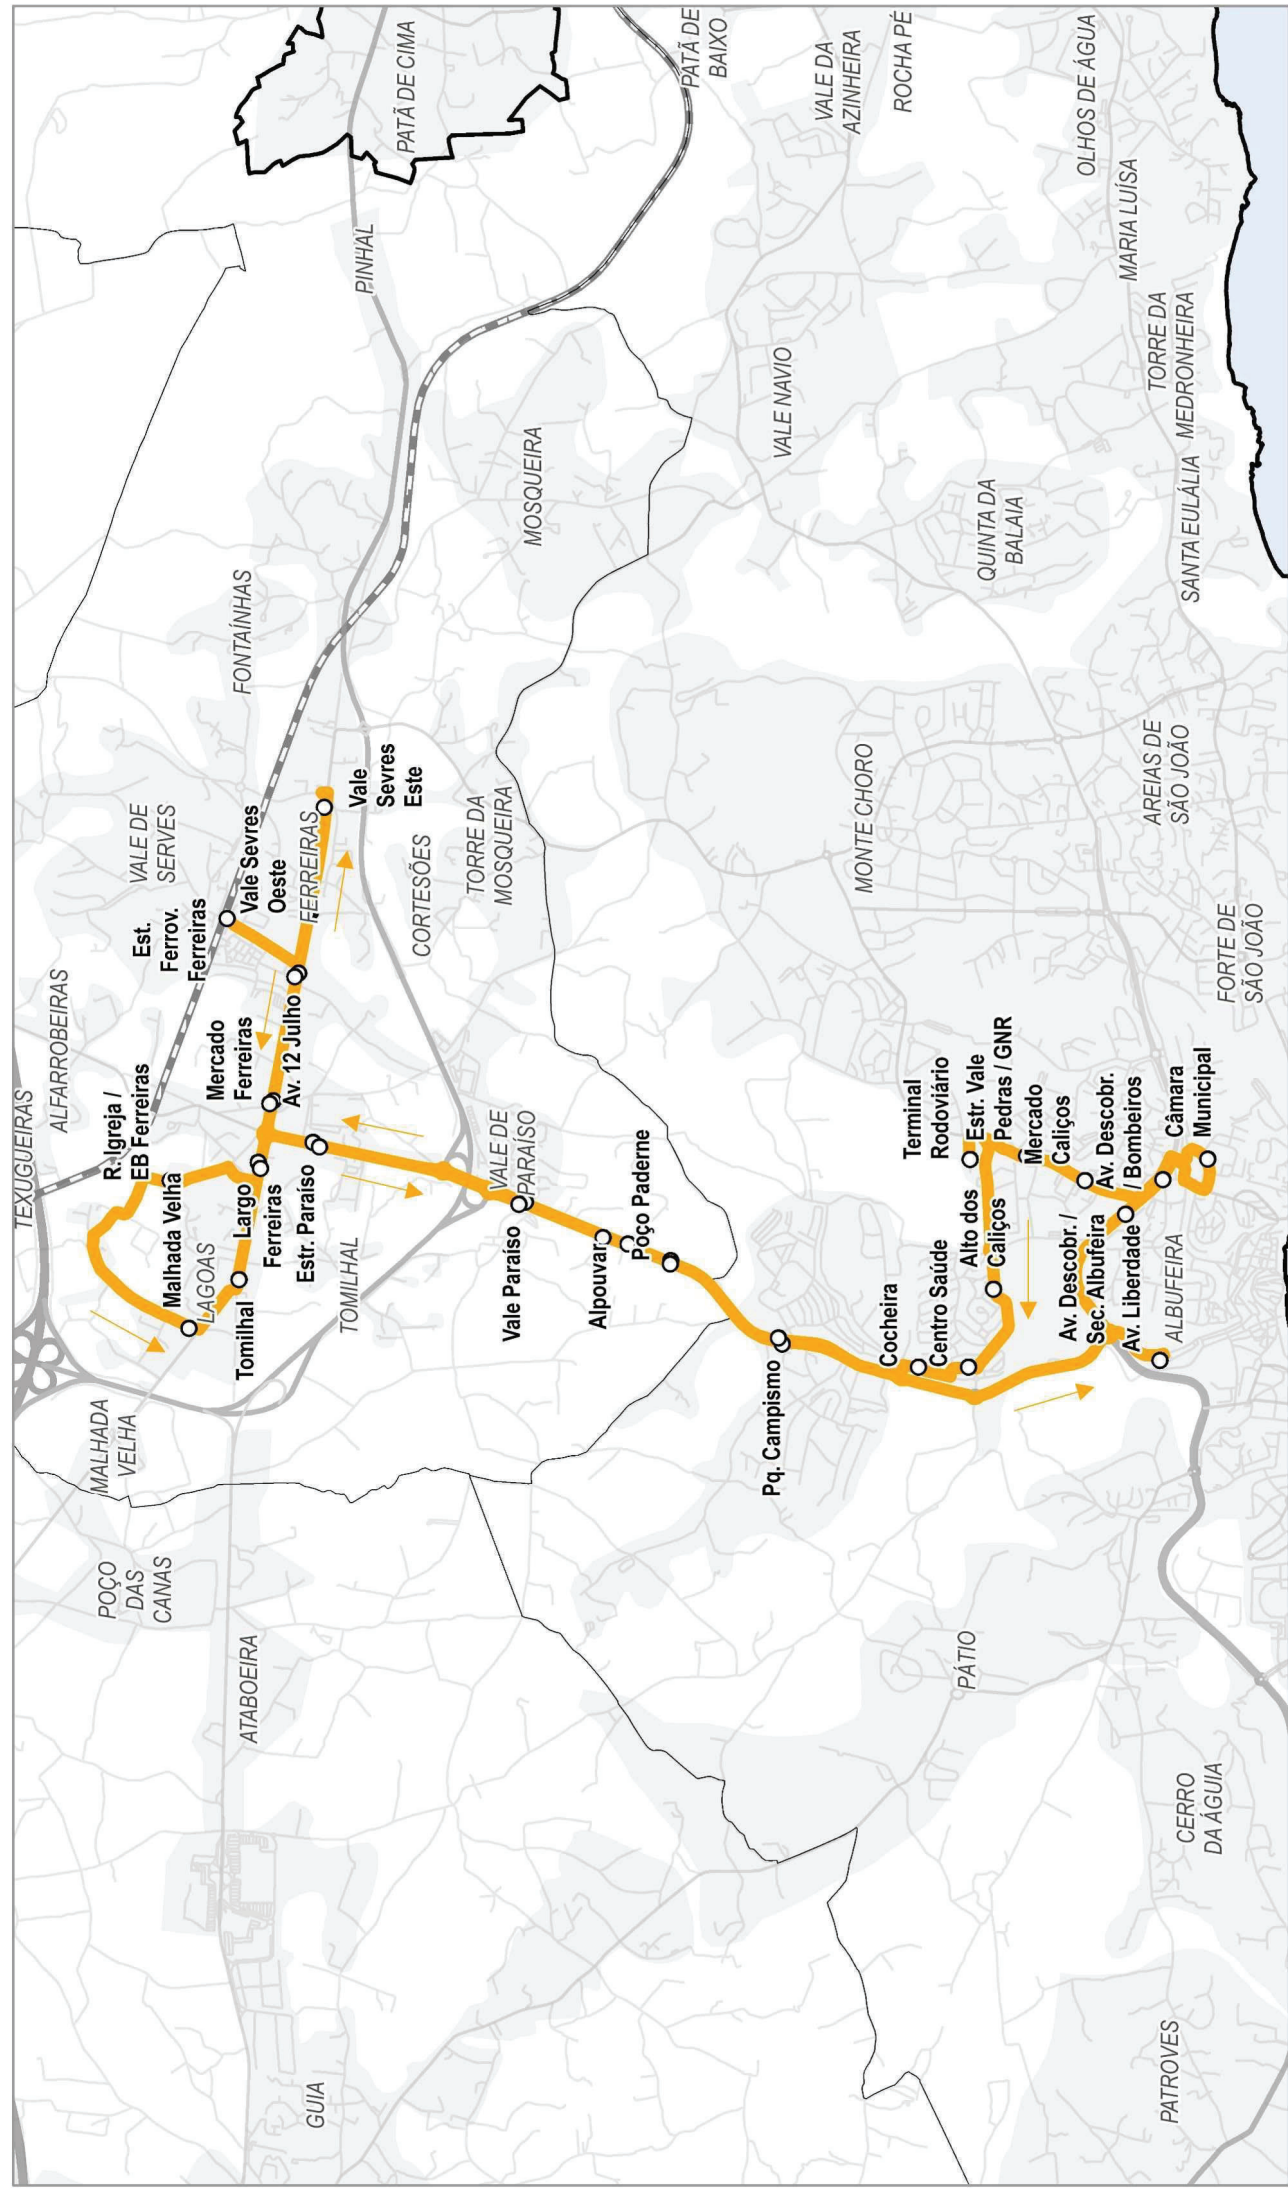 TEXUGUEIRAS
ALFARROBEIRAS
MALHADA
VELHA
POÇO
DAS
CANAS
R. Igreja /
EB Ferreiras
Malhada Velha
LAGOAS
Est.
Ferrov.
Ferreiras
VALE DE
SERVES
Mercado
Ferreiras
Vale Sevres
Oeste
FONTAÍNHAS
ATABOEIRA
Tomilhal
Largo
Ferreiras
Av. 12 Julho
FERREIRAS
GUIA
Estr. Paraíso
TOMILHAL
Vale
Sevres
Este
PINHAL
PATÃ DE CIMA
CORTESÕES
TORRE DA
MOSQUEIRA
VALE DE
PARAÍSO
Vale Paraíso
MOSQUEIRA
Alpouvar
Poço Paderne
PATÃ DE
BAIXO
Pq. Campismo
VALE NAVIO
VALE DA
AZINHEIRA
ROCHA PÉ
MONTE CHORO
Cocheira
Centro Saúde
Terminal
Rodoviário
Estr. Vale
Pedras / GNR
Alto dos
Caliços
Mercado
Caliços
PÁTIO
QUINTA DA
BALAIA
Av. Descobr. /
Sec. Albufeira
Av. Descobr.
/ Bombeiros
Av. Liberdade
ALBUFEIRA
Câmara
Municipal
OLHOS DE ÁGUA
MARIA LUÍSA
TORRE DA
MEDRONHEIRA
SANTA EULÁLIA
AREIAS DE
SÃO JOÃO
FORTE DE
SÃO JOÃO
CERRO
DA ÁGUIA
PATROVES